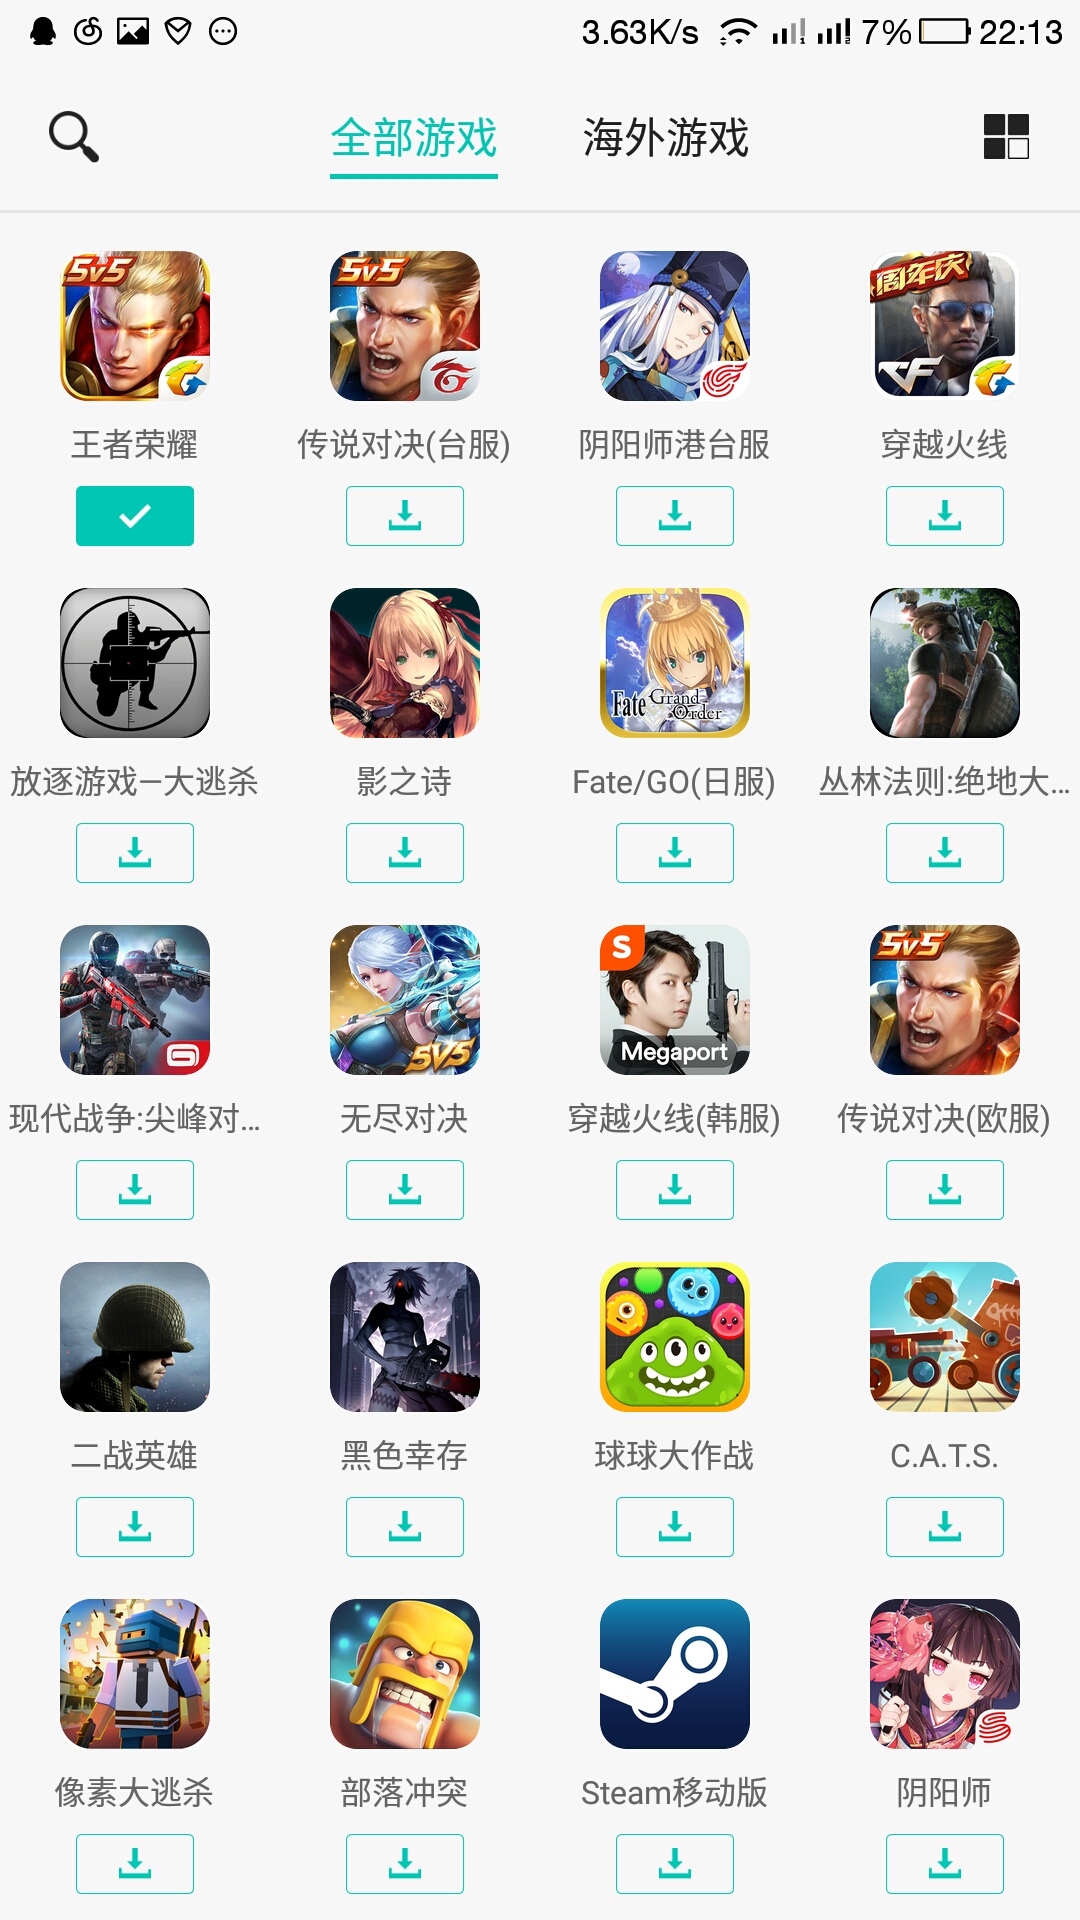 3.63K/s 7% 22:13
全部游戏 海外游戏
5v5 5v5 周年庆
CF
王者荣耀 传说对决(台服) 阴阳师港台服 穿越火线
Fate Grand Order
放逐游戏—大逃杀 影之诗 Fate/GO(日服) 丛林法则:绝地大...
5V5 S Megaport 5v5
现代战争:尖峰对... 无尽对决 穿越火线(韩服) 传说对决(欧服)
二战英雄 黑色幸存 球球大作战 C.A.T.S.
像素大逃杀 部落冲突 Steam移动版 阴阳师